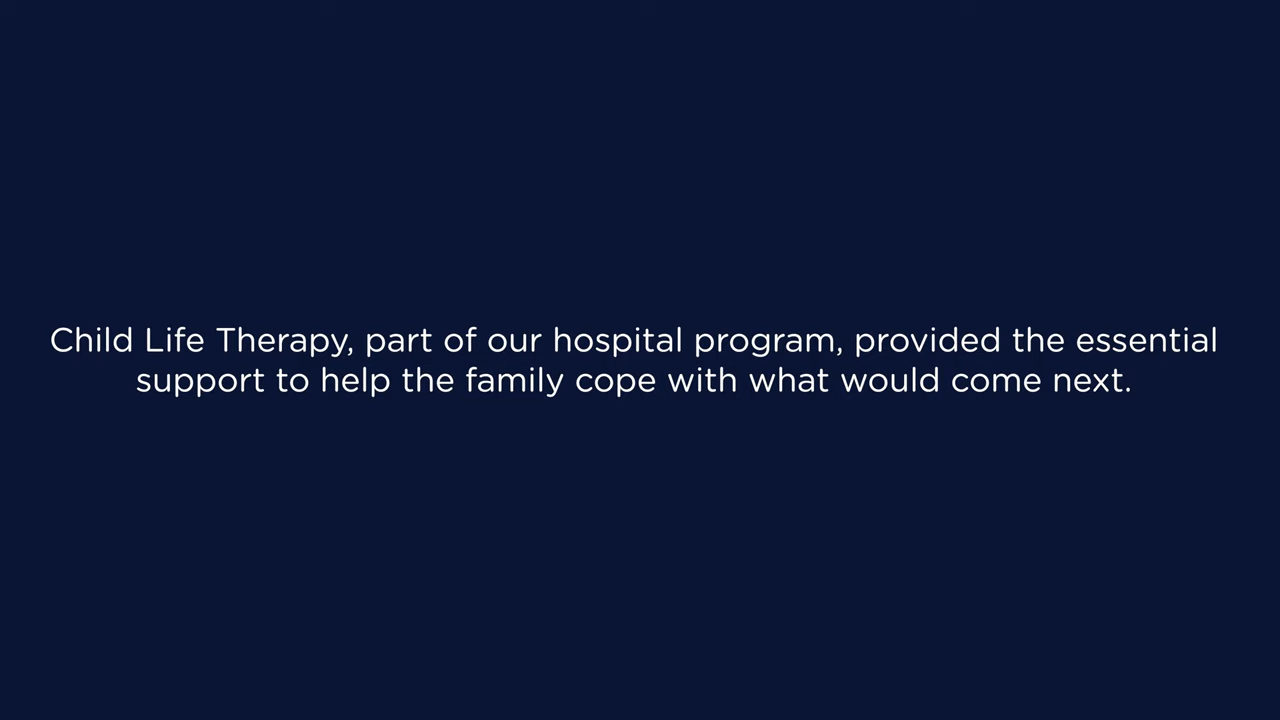 Child Life Therapy, part of our hospital program, provided the essential
support to help the family cope with what would come next.